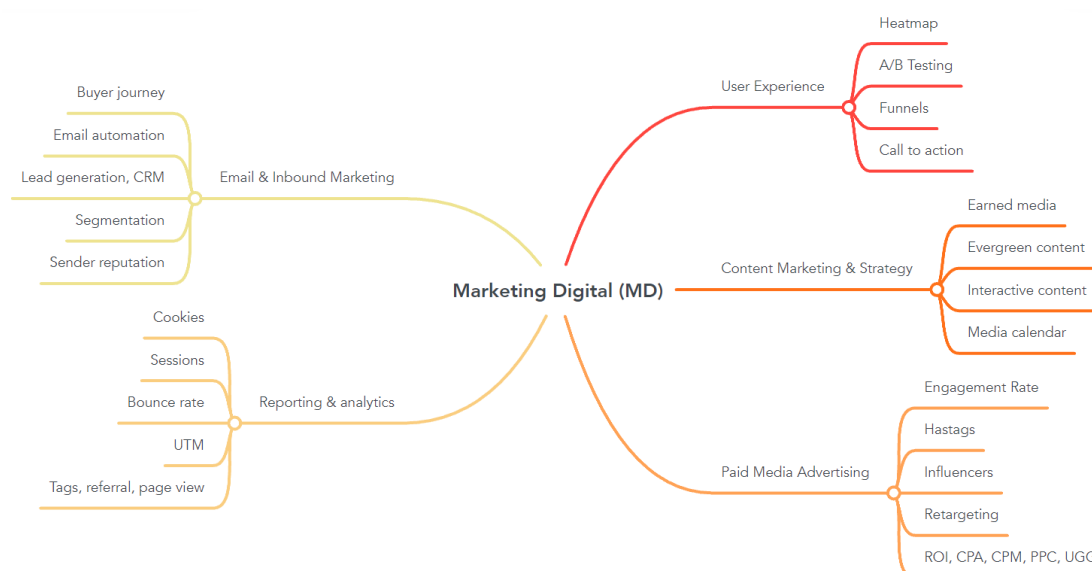 Marketing Digital (MD)
User Experience
Heatmap
A/B Testing
Funnels
Call to action
Content Marketing & Strategy
Earned media
Evergreen content
Interactive content
Media calendar
Paid Media Advertising
Engagement Rate
Hastags
Influencers
Retargeting
ROI, CPA, CPM, PPC, UGC
Email & Inbound Marketing
Buyer journey
Email automation
Lead generation, CRM
Segmentation
Sender reputation
Reporting & analytics
Cookies
Sessions
Bounce rate
UTM
Tags, referral, page view